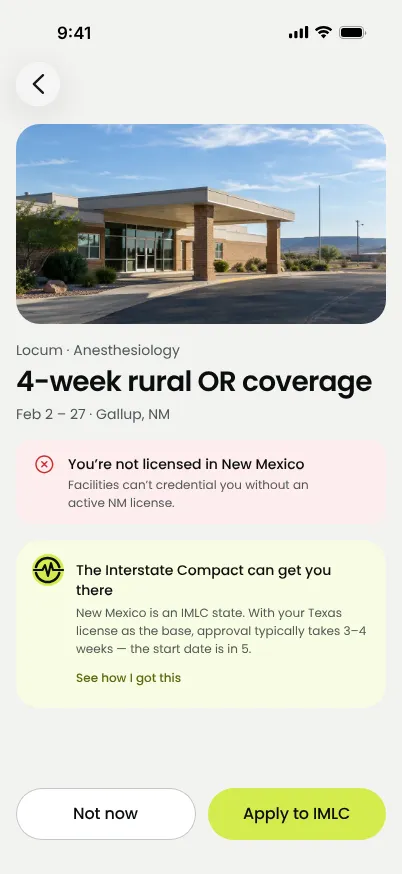 9:41
Locum · Anesthesiology
4-week rural OR coverage
Feb 2 – 27 · Gallup, NM
You’re not licensed in New Mexico
Facilities can’t credential you without an
active NM license.
The Interstate Compact can get you
there
New Mexico is an IMLC state. With your Texas
license as the base, approval typically takes 3–4
weeks — the start date is in 5.
See how I got this
Not now
Apply to IMLC